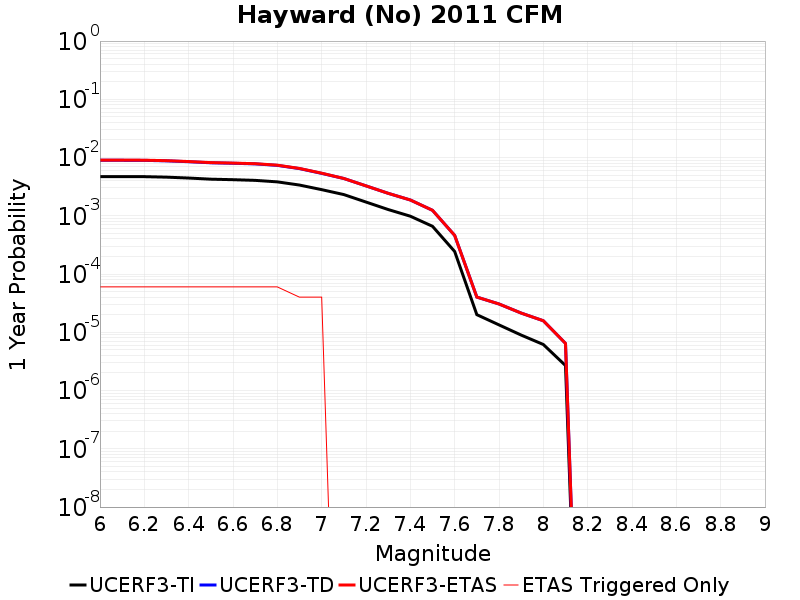 Hayward (No) 2011 CFM
1 Year Probability
10^0
10^-1
10^-2
10^-3
10^-4
10^-5
10^-6
10^-7
10^-8
6 6.2 6.4 6.6 6.8 7 7.2 7.4 7.6 7.8 8 8.2 8.4 8.6 8.8 9
Magnitude
UCERF3-TI UCERF3-TD UCERF3-ETAS ETAS Triggered Only